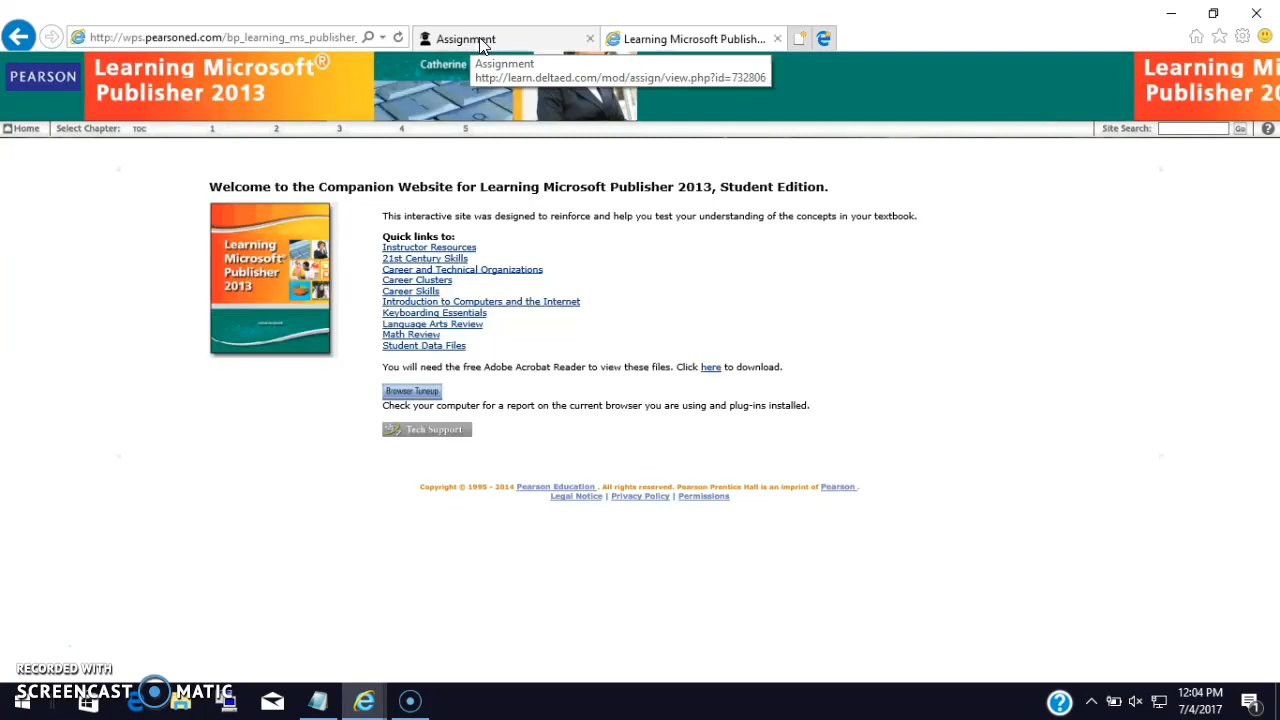 http://wps.pearsoned.com/bp_learning_ms_publisher_
Assignment
Learning Microsoft Publish...
Assignment
http://learn.deltaed.com/mod/assign/view.php?id=732806
PEARSON
Learning Microsoft®
Publisher 2013
Catherine
Learning Mi
Publisher 20
Home
Select Chapter:
TOC
1
2
3
4
5
Site Search:
Go
?
Welcome to the Companion Website for Learning Microsoft Publisher 2013, Student Edition.
Learning
Microsoft
Publisher
2013
This interactive site was designed to reinforce and help you test your understanding of the concepts in your textbook.
Quick links to:
Instructor Resources
21st Century Skills
Career and Technical Organizations
Career Clusters
Career Skills
Introduction to Computers and the Internet
Keyboarding Essentials
Language Arts Review
Math Review
Student Data Files
You will need the free Adobe Acrobat Reader to view these files. Click here to download.
Browser Tuneup
Check your computer for a report on the current browser you are using and plug-ins installed.
Tech Support
Copyright © 1995 - 2014 Pearson Education . All rights reserved. Pearson Prentice Hall is an imprint of Pearson .
Legal Notice | Privacy Policy | Permissions
RECORDED WITH
SCREENCAST MATIC
?
12:04 PM
7/4/2017
1